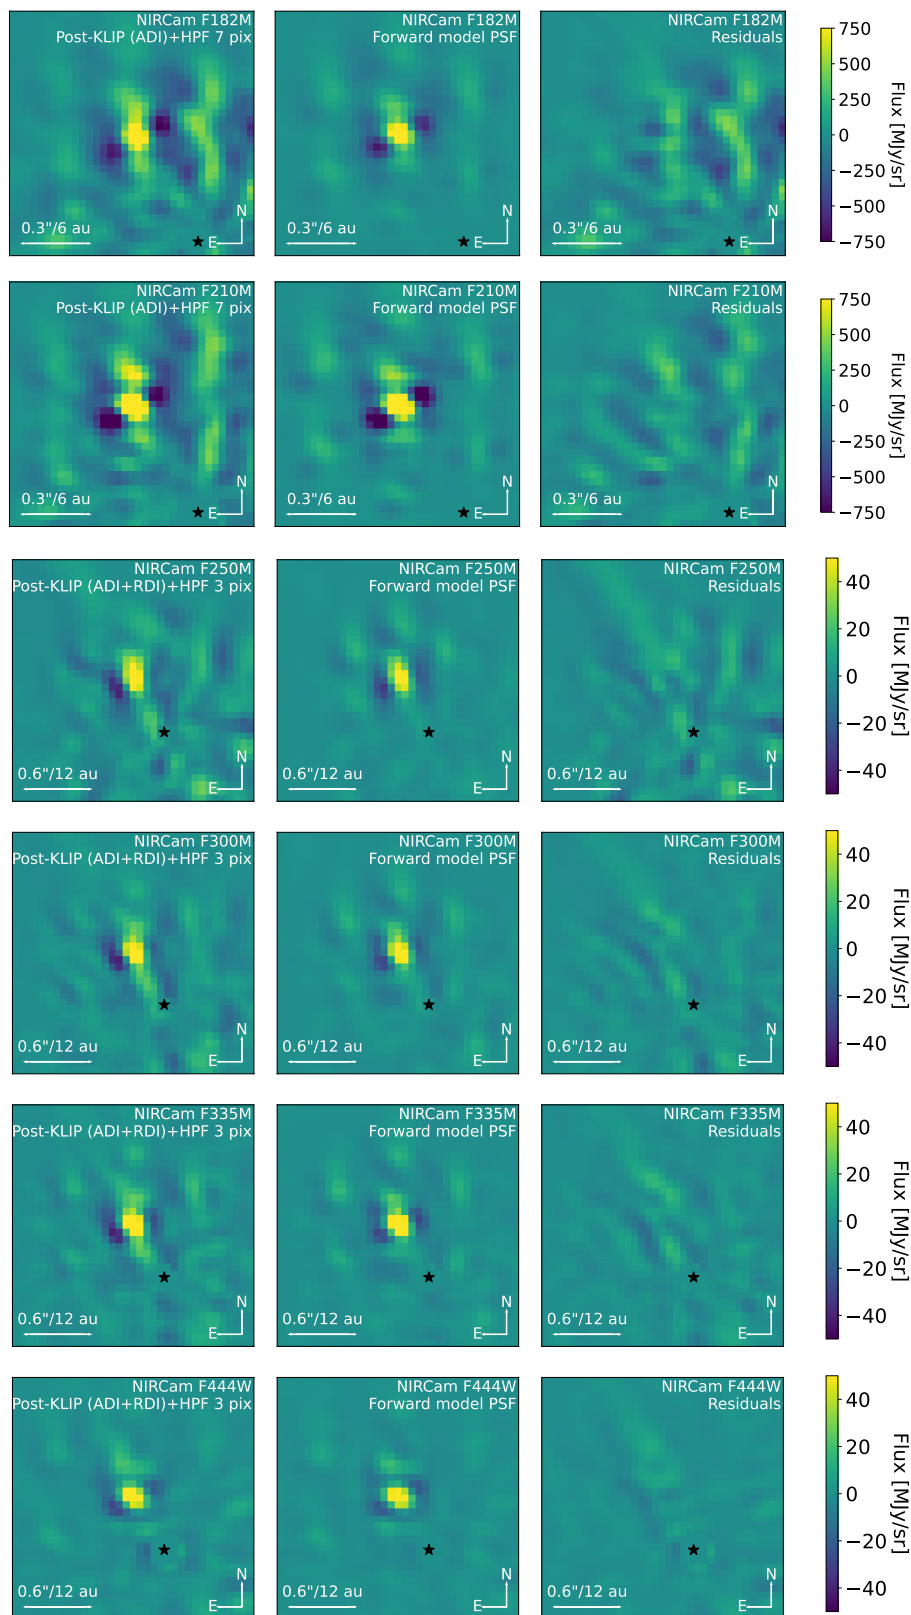 NIRCam F182M
Post-KLIP (ADI)+HPF 7 pix
0.3"/6 au
N
E
NIRCam F182M
Forward model PSF
0.3"/6 au
N
E
NIRCam F182M
Residuals
0.3"/6 au
N
E
750
500
250
0
−250
−500
−750
Flux [MJy/sr]
NIRCam F210M
Post-KLIP (ADI)+HPF 7 pix
0.3"/6 au
N
E
NIRCam F210M
Forward model PSF
0.3"/6 au
N
E
NIRCam F210M
Residuals
0.3"/6 au
N
E
750
500
250
0
−250
−500
−750
Flux [MJy/sr]
NIRCam F250M
Post-KLIP (ADI+RDI)+HPF 3 pix
0.6"/12 au
N
E
NIRCam F250M
Forward model PSF
0.6"/12 au
N
E
NIRCam F250M
Residuals
0.6"/12 au
N
E
40
20
0
−20
−40
Flux [MJy/sr]
NIRCam F300M
Post-KLIP (ADI+RDI)+HPF 3 pix
0.6"/12 au
N
E
NIRCam F300M
Forward model PSF
0.6"/12 au
N
E
NIRCam F300M
Residuals
0.6"/12 au
N
E
40
20
0
−20
−40
Flux [MJy/sr]
NIRCam F335M
Post-KLIP (ADI+RDI)+HPF 3 pix
0.6"/12 au
N
E
NIRCam F335M
Forward model PSF
0.6"/12 au
N
E
NIRCam F335M
Residuals
0.6"/12 au
N
E
40
20
0
−20
−40
Flux [MJy/sr]
NIRCam F444W
Post-KLIP (ADI+RDI)+HPF 3 pix
0.6"/12 au
N
E
NIRCam F444W
Forward model PSF
0.6"/12 au
N
E
NIRCam F444W
Residuals
0.6"/12 au
N
E
40
20
0
−20
−40
Flux [MJy/sr]